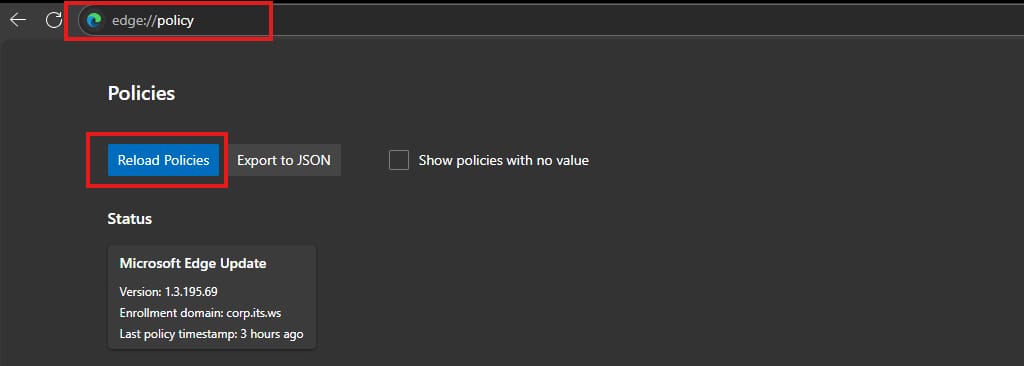 edge://policy
Policies
Reload Policies Export to JSON Show policies with no value
Status
Microsoft Edge Update
Version: 1.3.195.69
Enrollment domain: corp.its.ws
Last policy timestamp: 3 hours ago